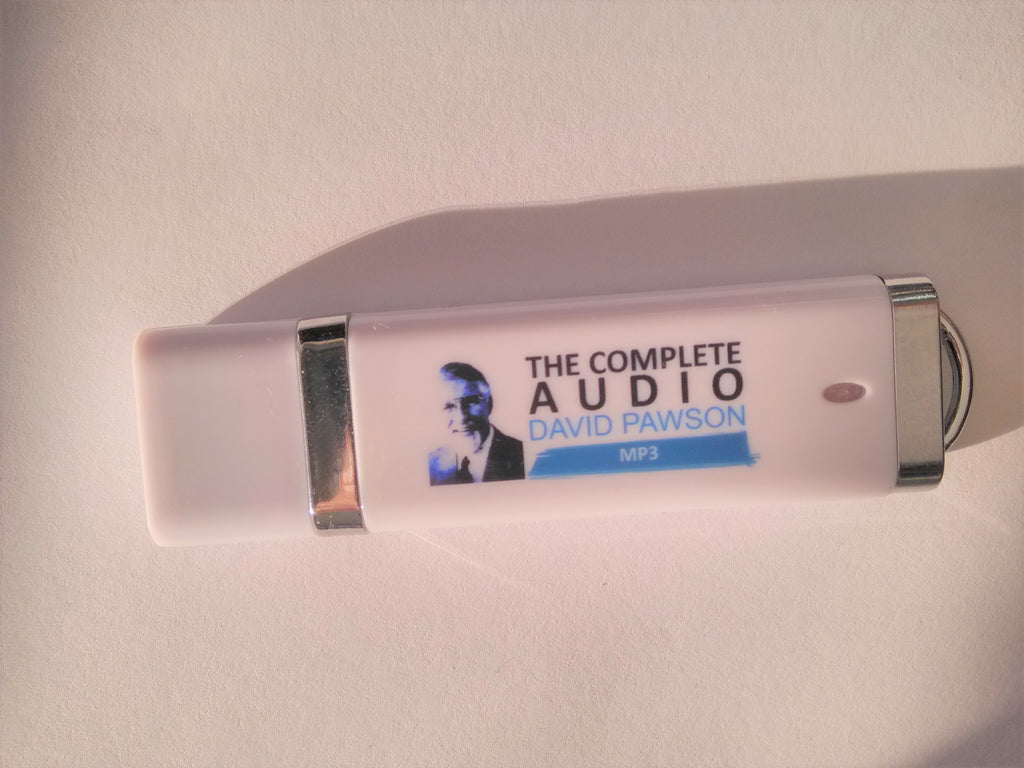 THE COMPLETE
AUDIO
DAVID PAWSON
MP3